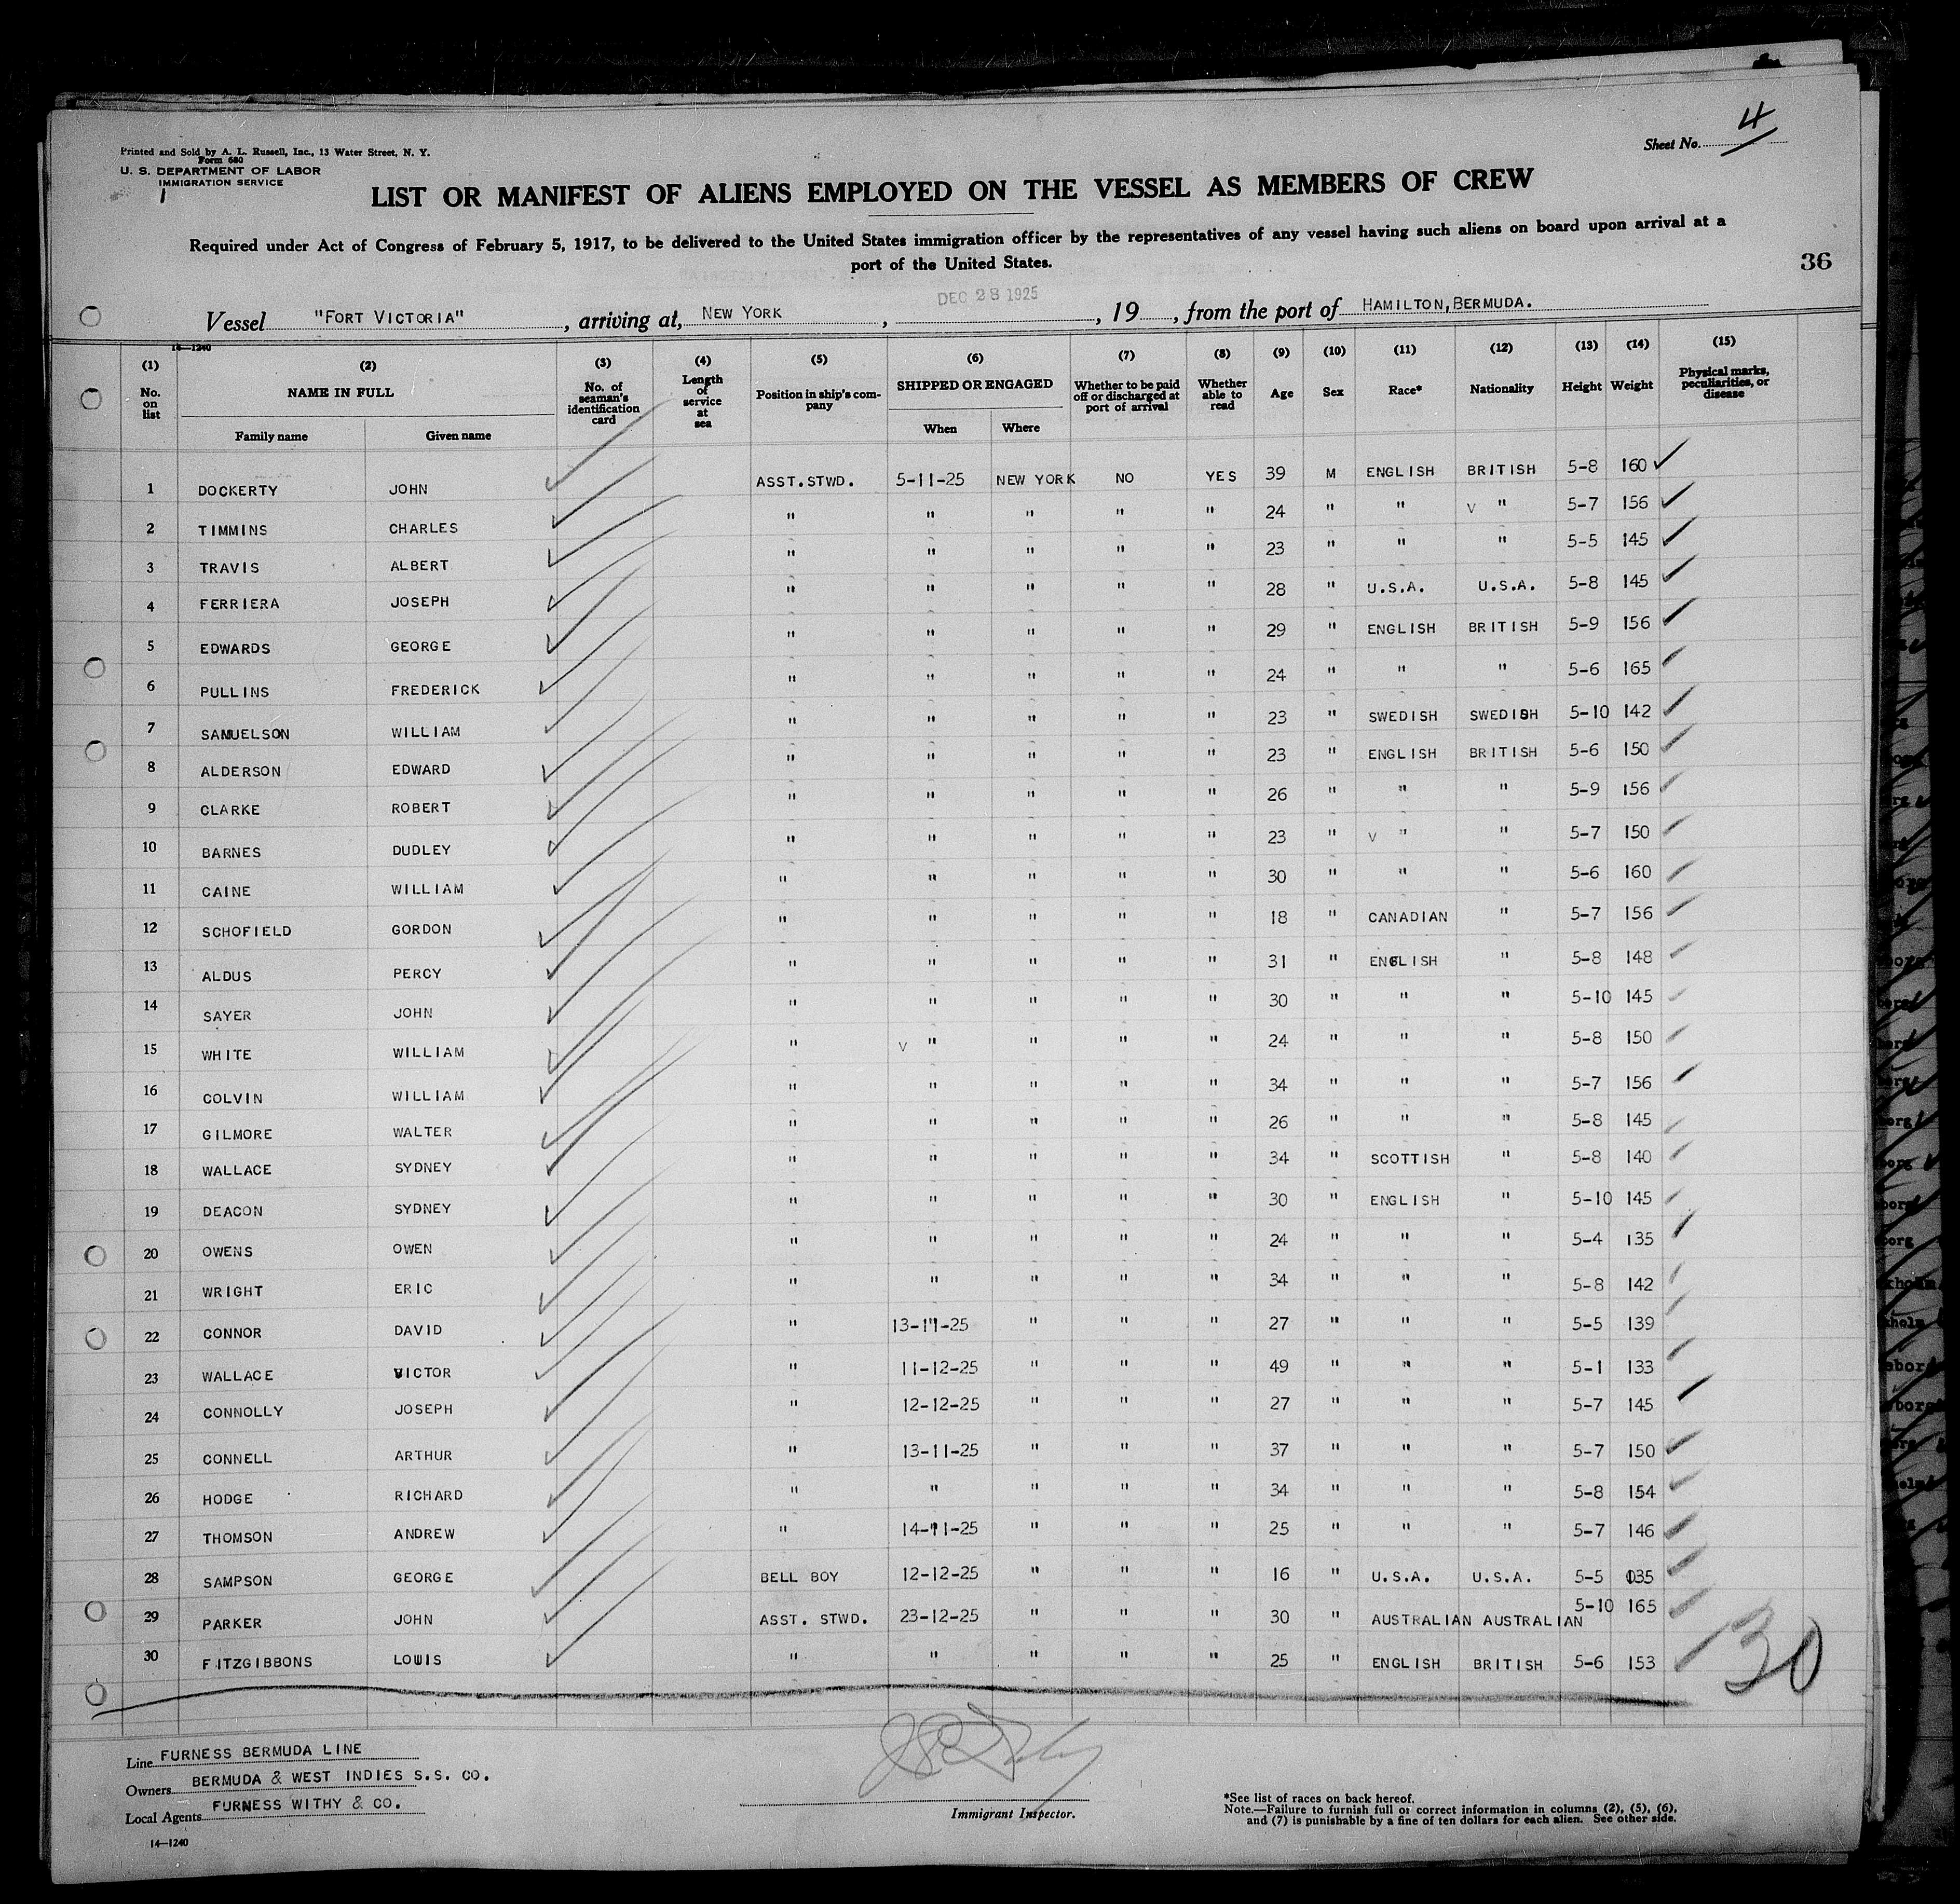 Printed and Sold by A. L. Russell, Inc., 13 Water Street, N. Y.
Form 680
U. S. DEPARTMENT OF LABOR
IMMIGRATION SERVICE
Sheet No. 4
LIST OR MANIFEST OF ALIENS EMPLOYED ON THE VESSEL AS MEMBERS OF CREW
Required under Act of Congress of February 5, 1917, to be delivered to the United States immigration officer by the representatives of any vessel having such aliens on board upon arrival at a
port of the United States.
36
DEC 28 1925
Vessel "FORT VICTORIA", arriving at, NEW YORK, , 19 , from the port of HAMILTON, BERMUDA.
14—1240
(1) No. on list (2) NAME IN FULL Family name Given name (3) No. of seaman's identification card (4) Length of service at sea (5) Position in ship's company (6) SHIPPED OR ENGAGED When Where (7) Whether to be paid off or discharged at port of arrival (8) Whether able to read (9) Age (10) Sex (11) Race* (12) Nationality (13) Height (14) Weight (15) Physical marks, peculiarities, or disease
1 DOCKERTY JOHN ASST.STWD. 5-11-25 NEW YORK NO YES 39 M ENGLISH BRITISH 5-8 160
2 TIMMINS CHARLES " " " " " 24 " " V " 5-7 156
3 TRAVIS ALBERT " " " " " 23 " " " 5-5 145
4 FERRIERA JOSEPH " " " " " 28 " U.S.A. U.S.A. 5-8 145
5 EDWARDS GEORGE " " " " " 29 " ENGLISH BRITISH 5-9 156
6 PULLINS FREDERICK " " " " " 24 " " " 5-6 165
7 SAMUELSON WILLIAM " " " " " 23 " SWEDISH SWEDISH 5-10 142
8 ALDERSON EDWARD " " " " " 23 " ENGLISH BRITISH 5-6 150
9 CLARKE ROBERT " " " " " 26 " " " 5-9 156
10 BARNES DUDLEY " " " " " 23 " V " " 5-7 150
11 CAINE WILLIAM " " " " " 30 " " " 5-6 160
12 SCHOFIELD GORDON " " " " " 18 " CANADIAN " 5-7 156
13 ALDUS PERCY " " " " " 31 " ENGLISH " 5-8 148
14 SAYER JOHN " " " " " 30 " " " 5-10 145
15 WHITE WILLIAM " V " " " " 24 " " " 5-8 150
16 COLVIN WILLIAM " " " " " 34 " " " 5-7 156
17 GILMORE WALTER " " " " " 26 " " " 5-8 145
18 WALLACE SYDNEY " " " " " 34 " SCOTTISH " 5-8 140
19 DEACON SYDNEY " " " " " 30 " ENGLISH " 5-10 145
20 OWENS OWEN " " " " " 24 " " " 5-4 135
21 WRIGHT ERIC " " " " " 34 " " " 5-8 142
22 CONNOR DAVID " 13-11-25 " " " 27 " " " 5-5 139
23 WALLACE VICTOR " 11-12-25 " " " 49 " " " 5-1 133
24 CONNOLLY JOSEPH " 12-12-25 " " " 27 " " " 5-7 145
25 CONNELL ARTHUR " 13-11-25 " " " 37 " " " 5-7 150
26 HODGE RICHARD " " " " " 34 " " " 5-8 154
27 THOMSON ANDREW " 14-11-25 " " " 25 " " " 5-7 146
28 SAMPSON GEORGE BELL BOY 12-12-25 " " " 16 " U.S.A. U.S.A. 5-5 135
29 PARKER JOHN ASST. STWD. 23-12-25 " " " 30 " AUSTRALIAN AUSTRALIAN 5-10 165
30 FITZGIBBONS LOUIS " " " " " 25 " ENGLISH BRITISH 5-6 153
30
Line FURNESS BERMUDA LINE
Owners BERMUDA & WEST INDIES S.S. CO.
Local Agents FURNESS WITHY & CO.
14—1240
Immigrant Inspector.
*See list of races on back hereof.
Note.—Failure to furnish full or correct information in columns (2), (5), (6),
and (7) is punishable by a fine of ten dollars for each alien. See other side.